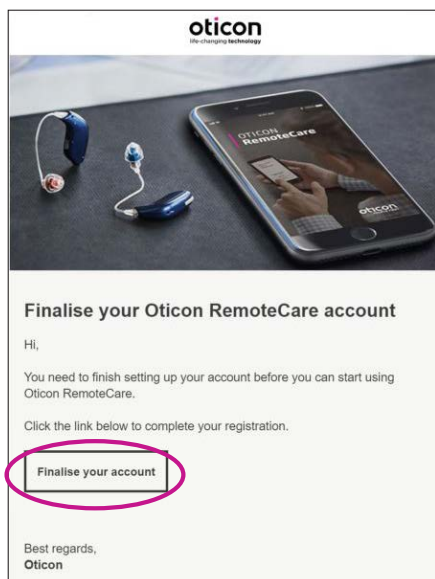 oticon
life-changing technology
OTICON
RemoteCare
oticon
Finalise your Oticon RemoteCare account
Hi,
You need to finish setting up your account before you can start using
Oticon RemoteCare.
Click the link below to complete your registration.
Finalise your account
Best regards,
Oticon